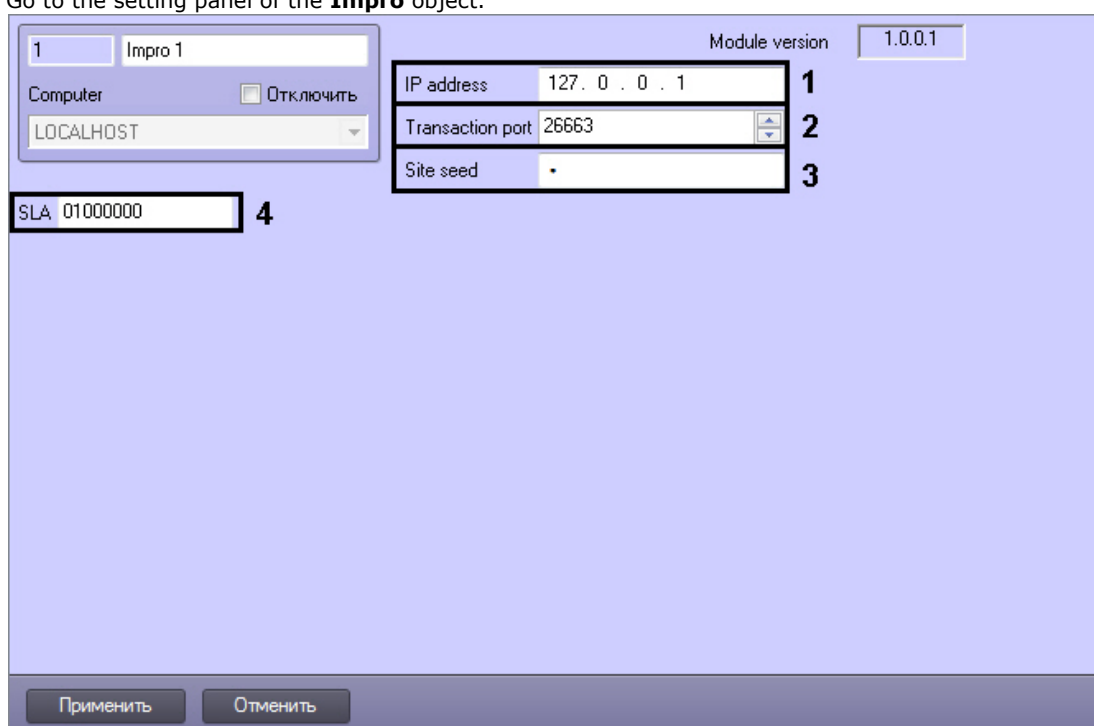 Go to the setting panel of the Impro object.
1 Impro 1
Module version 1.0.0.1
Computer Отключить
LOCALHOST
IP address 127. 0 . 0 . 1 1
Transaction port 26663 2
Site seed • 3
SLA 01000000 4
Применить Отменить